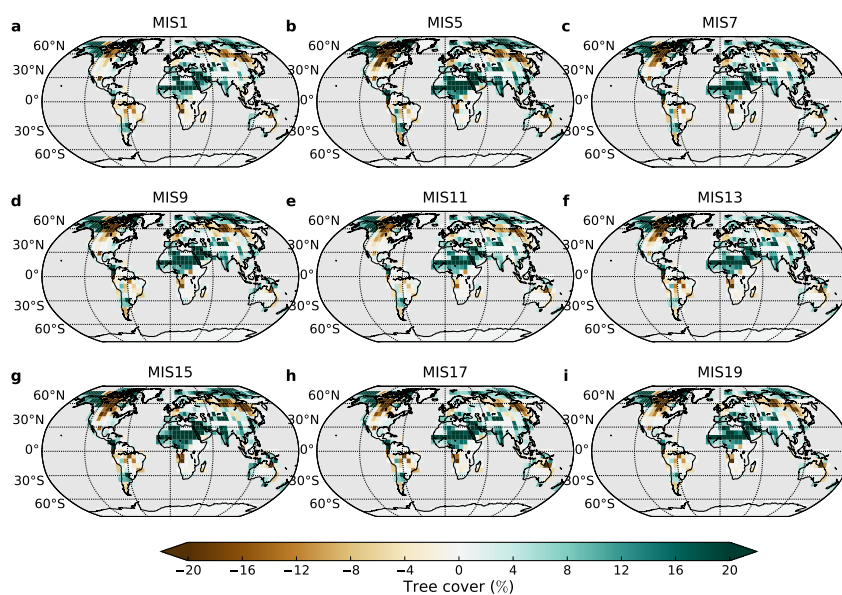 MIS1 MIS5 MIS7
a b c
60°N 60°N 60°N
30°N 30°N 30°N
0° 0° 0°
30°S 30°S 30°S
60°S 60°S 60°S
MIS9 MIS11 MIS13
d e f
60°N 60°N 60°N
30°N 30°N 30°N
0° 0° 0°
30°S 30°S 30°S
60°S 60°S 60°S
MIS15 MIS17 MIS19
g h i
60°N 60°N 60°N
30°N 30°N 30°N
0° 0° 0°
30°S 30°S 30°S
60°S 60°S 60°S
−20 −16 −12 −8 −4 0 4 8 12 16 20
Tree cover (%)